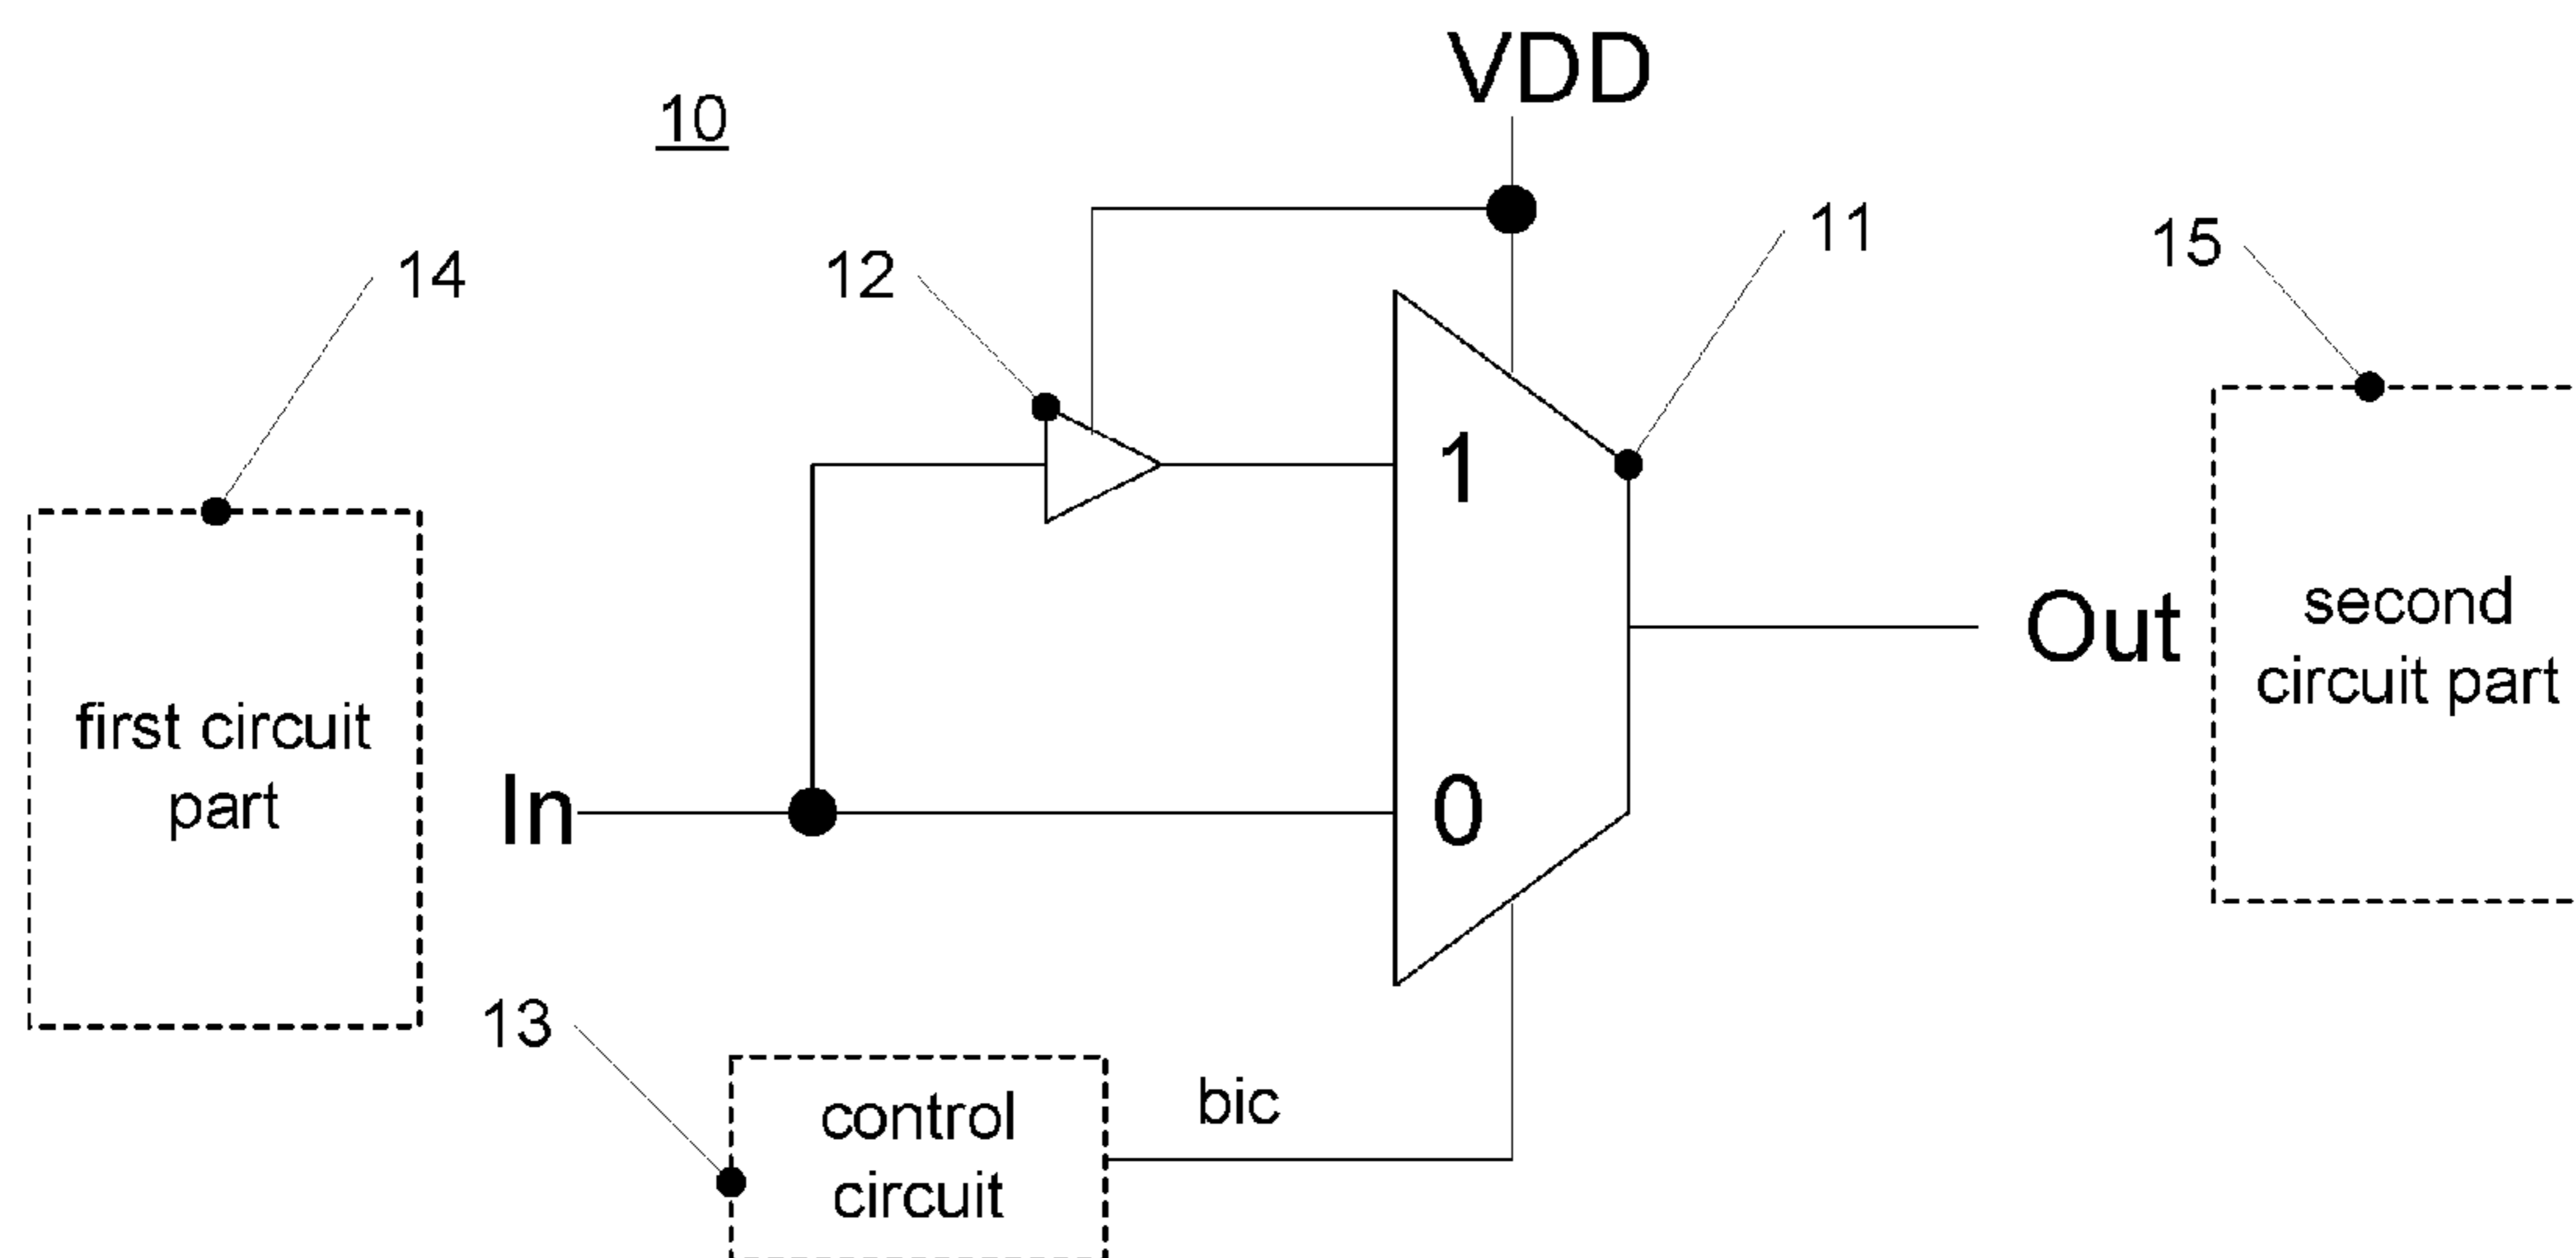 VDD
10
11
15
14
12
1
second
circuit part
Out
first circuit
part
In
0
13
bic
control
circuit